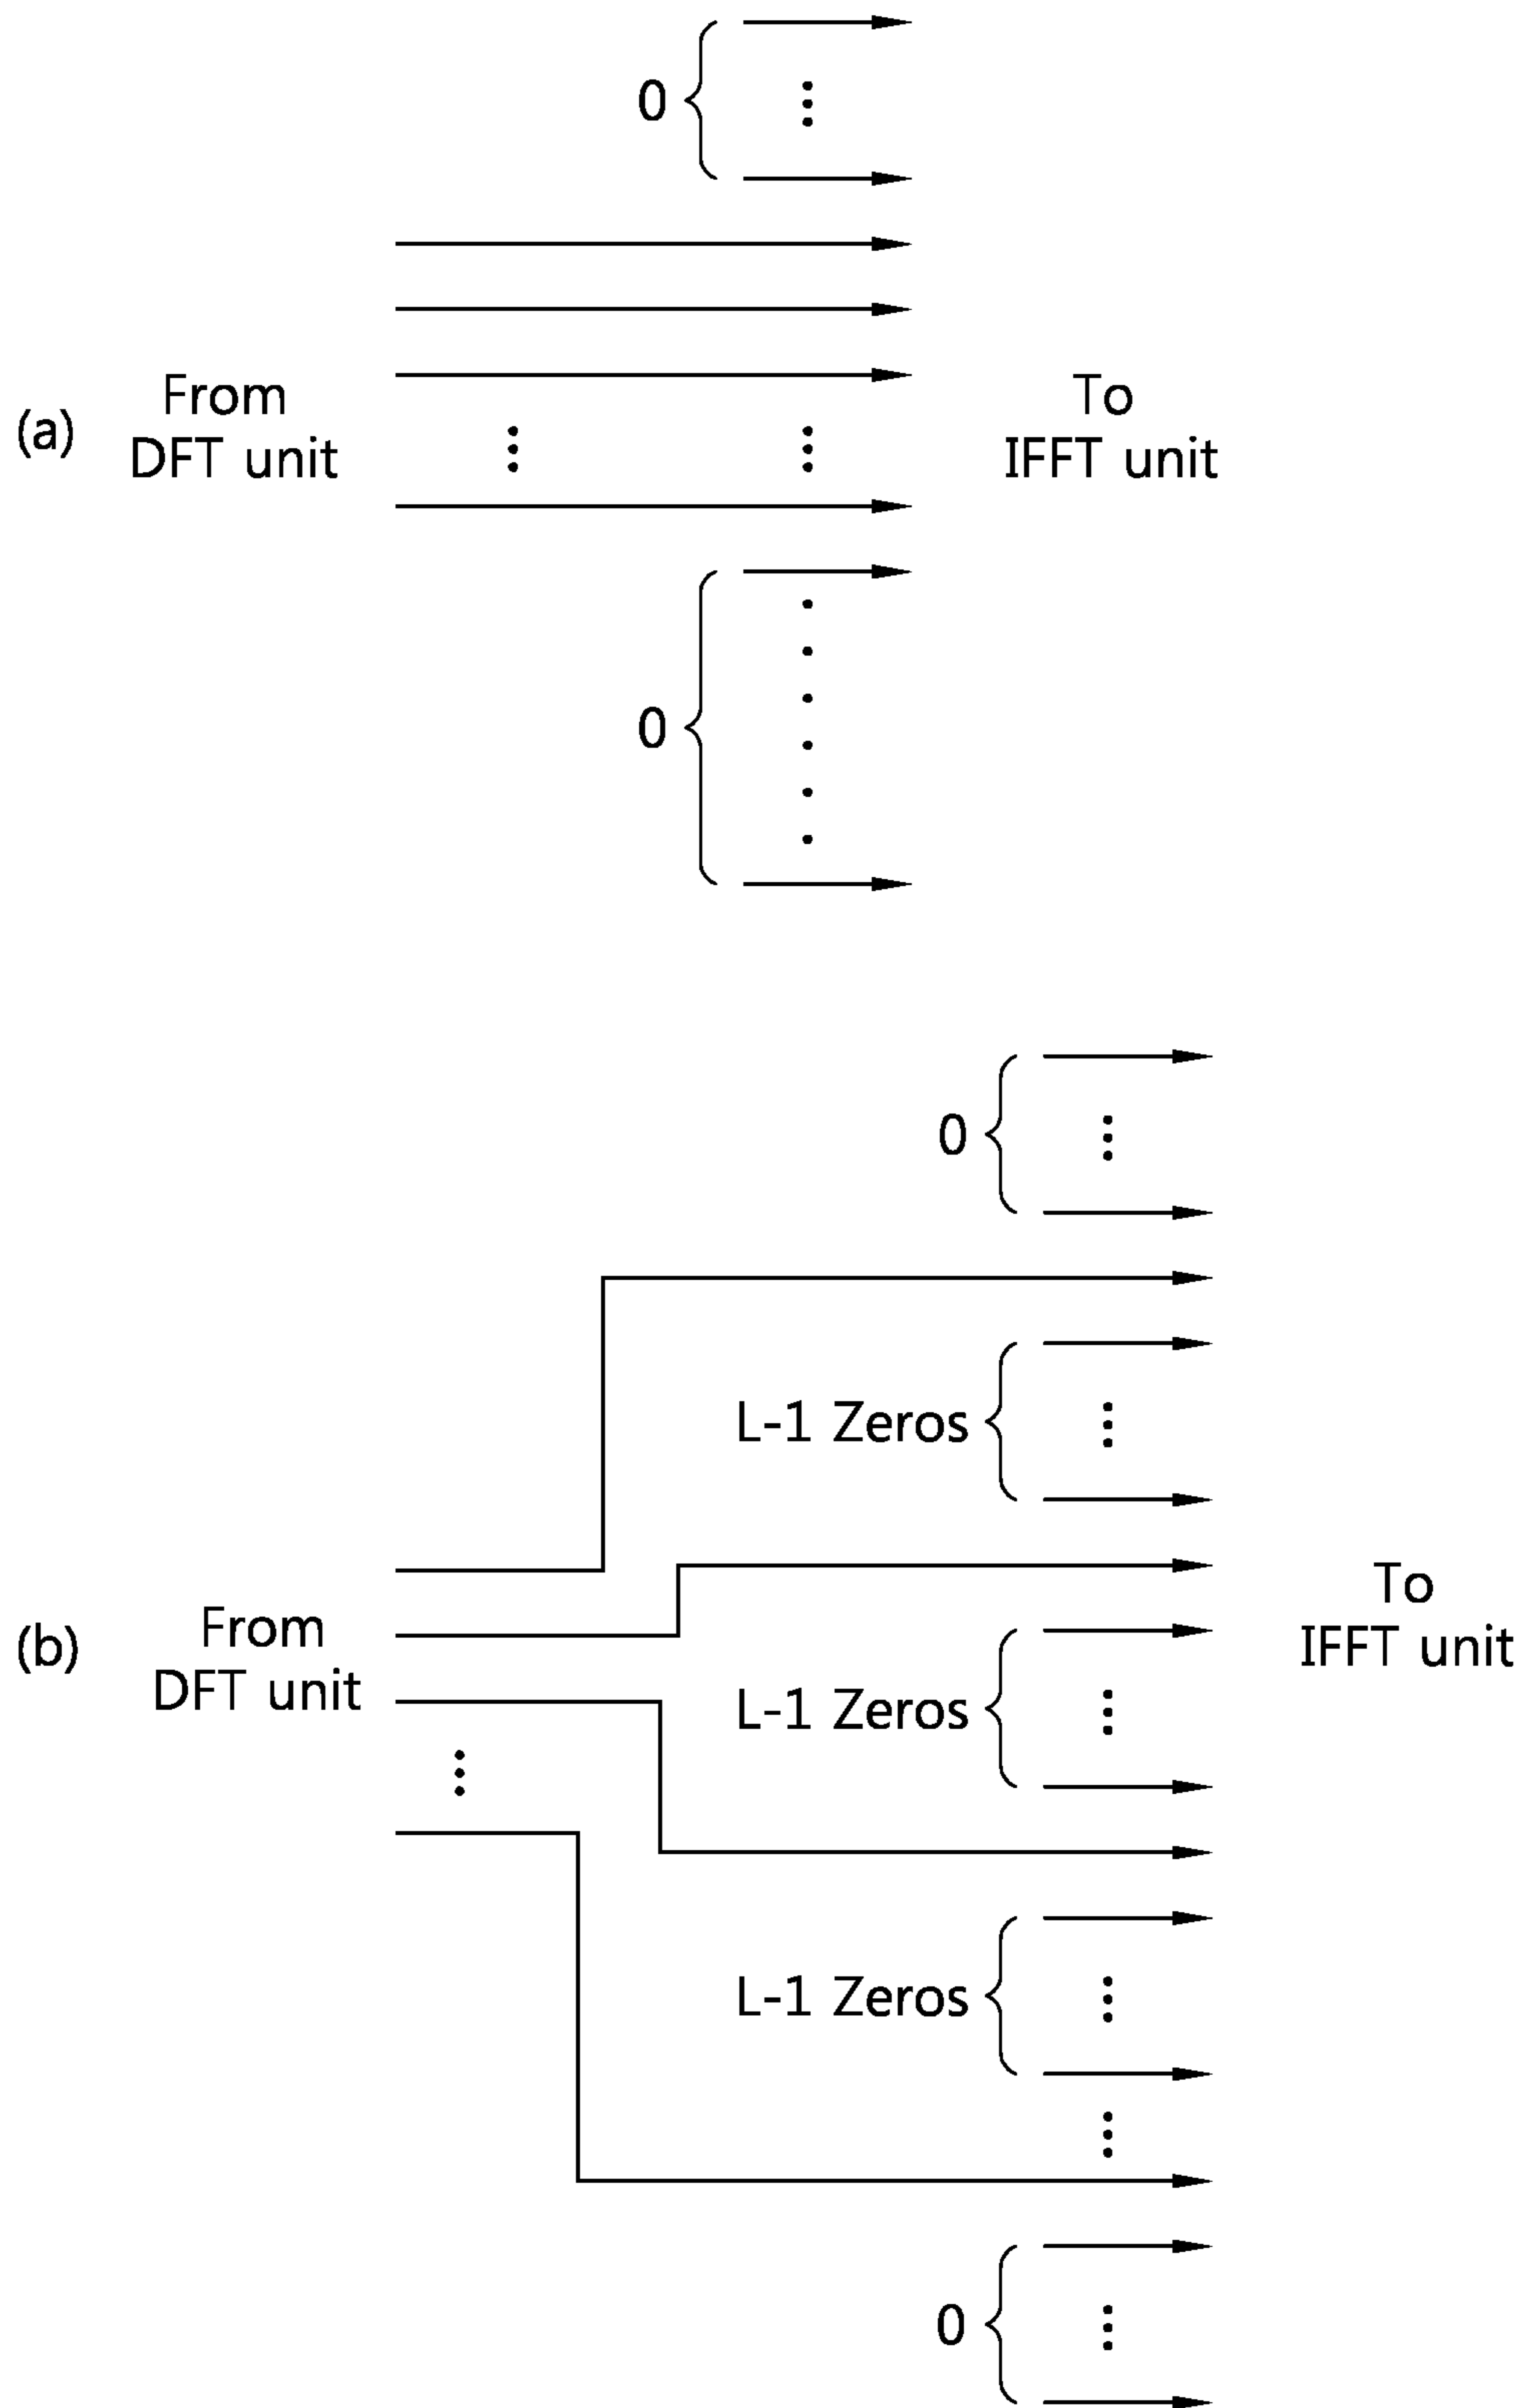 0
From
DFT unit
(a)
To
IFFT unit
0
0
L-1 Zeros
From
DFT unit
(b)
To
IFFT unit
L-1 Zeros
L-1 Zeros
0